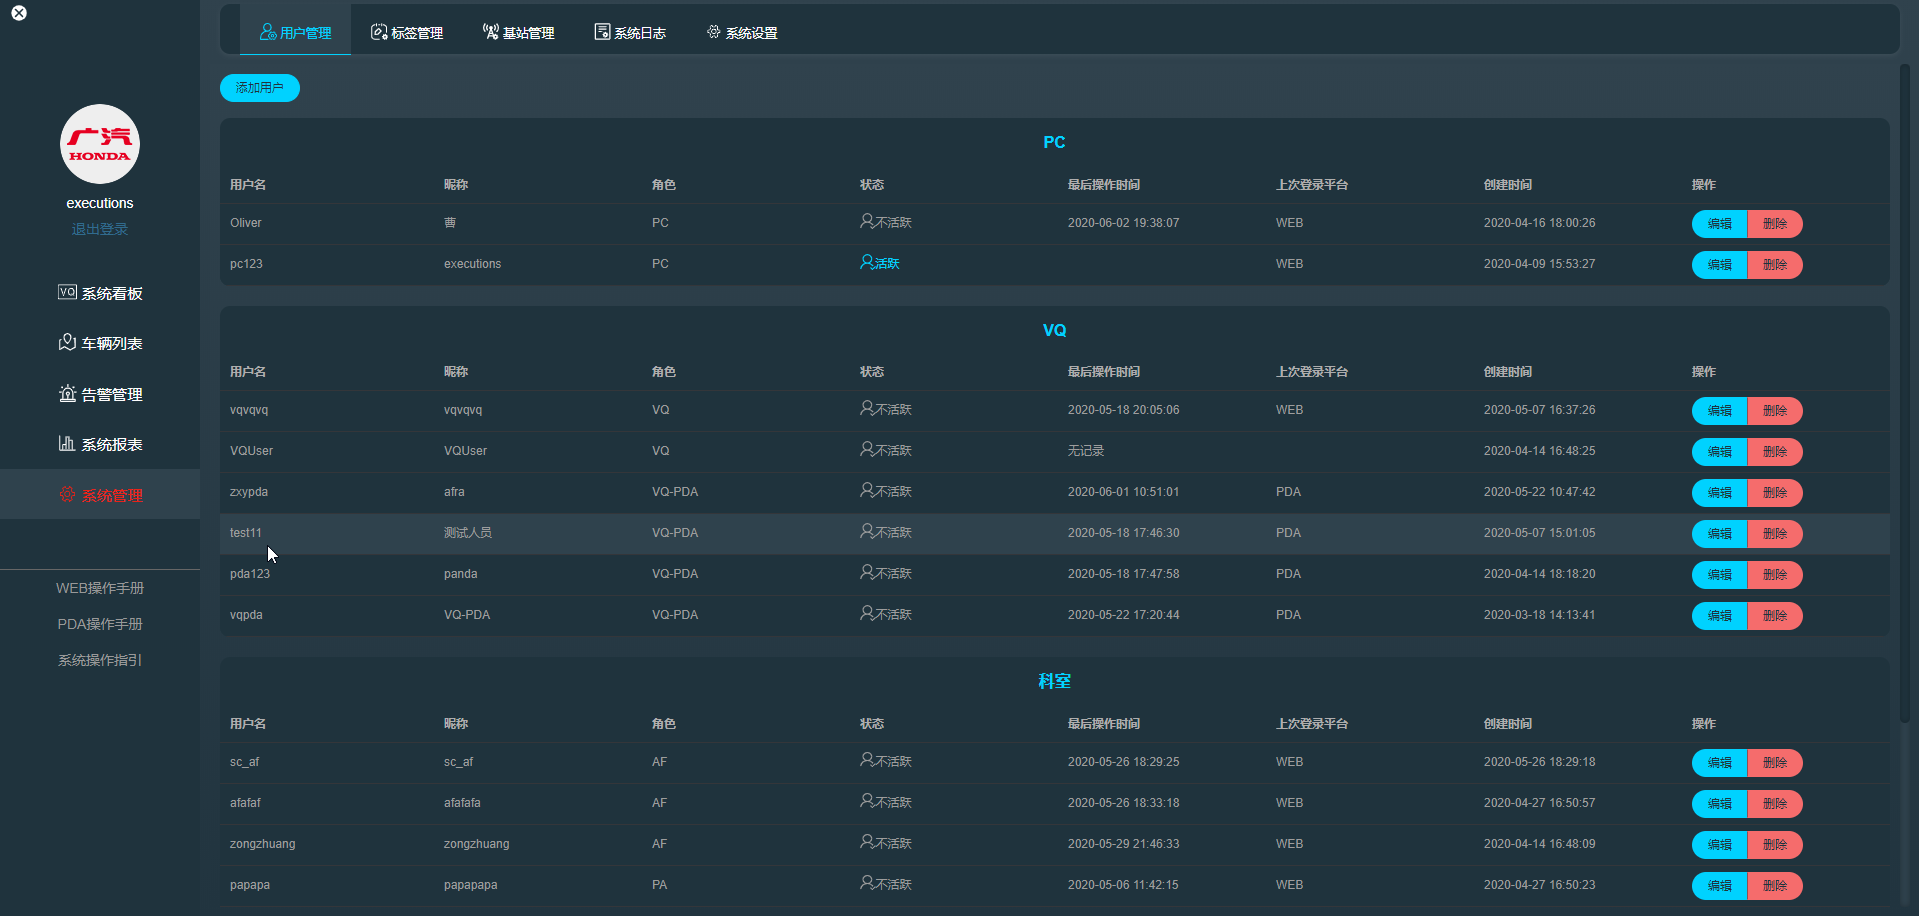 用户管理 标签管理 基站管理 系统日志 系统设置
广汽
HONDA
executions
退出登录
VQ 系统看板
车辆列表
告警管理
系统报表
系统管理
WEB操作手册
PDA操作手册
系统操作指引
添加用户
PC
用户名 昵称 角色 状态 最后操作时间 上次登录平台 创建时间 操作
Oliver 曹 PC 不活跃 2020-06-02 19:38:07 WEB 2020-04-16 18:00:26 编辑 删除
pc123 executions PC 活跃 WEB 2020-04-09 15:53:27 编辑 删除
VQ
用户名 昵称 角色 状态 最后操作时间 上次登录平台 创建时间 操作
vqvqvq vqvqvq VQ 不活跃 2020-05-18 20:05:06 WEB 2020-05-07 16:37:26 编辑 删除
VQUser VQUser VQ 不活跃 无记录 2020-04-14 16:48:25 编辑 删除
zxypda afra VQ-PDA 不活跃 2020-06-01 10:51:01 PDA 2020-05-22 10:47:42 编辑 删除
test11 测试人员 VQ-PDA 不活跃 2020-05-18 17:46:30 PDA 2020-05-07 15:01:05 编辑 删除
pda123 panda VQ-PDA 不活跃 2020-05-18 17:47:58 PDA 2020-04-14 18:18:20 编辑 删除
vqpda VQ-PDA VQ-PDA 不活跃 2020-05-22 17:20:44 PDA 2020-03-18 14:13:41 编辑 删除
科室
用户名 昵称 角色 状态 最后操作时间 上次登录平台 创建时间 操作
sc_af sc_af AF 不活跃 2020-05-26 18:29:25 WEB 2020-05-26 18:29:18 编辑 删除
afafaf afafafa AF 不活跃 2020-05-26 18:33:18 WEB 2020-04-27 16:50:57 编辑 删除
zongzhuang zongzhuang AF 不活跃 2020-05-29 21:46:33 WEB 2020-04-14 16:48:09 编辑 删除
papapa papapapa PA 不活跃 2020-05-06 11:42:15 WEB 2020-04-27 16:50:23 编辑 删除